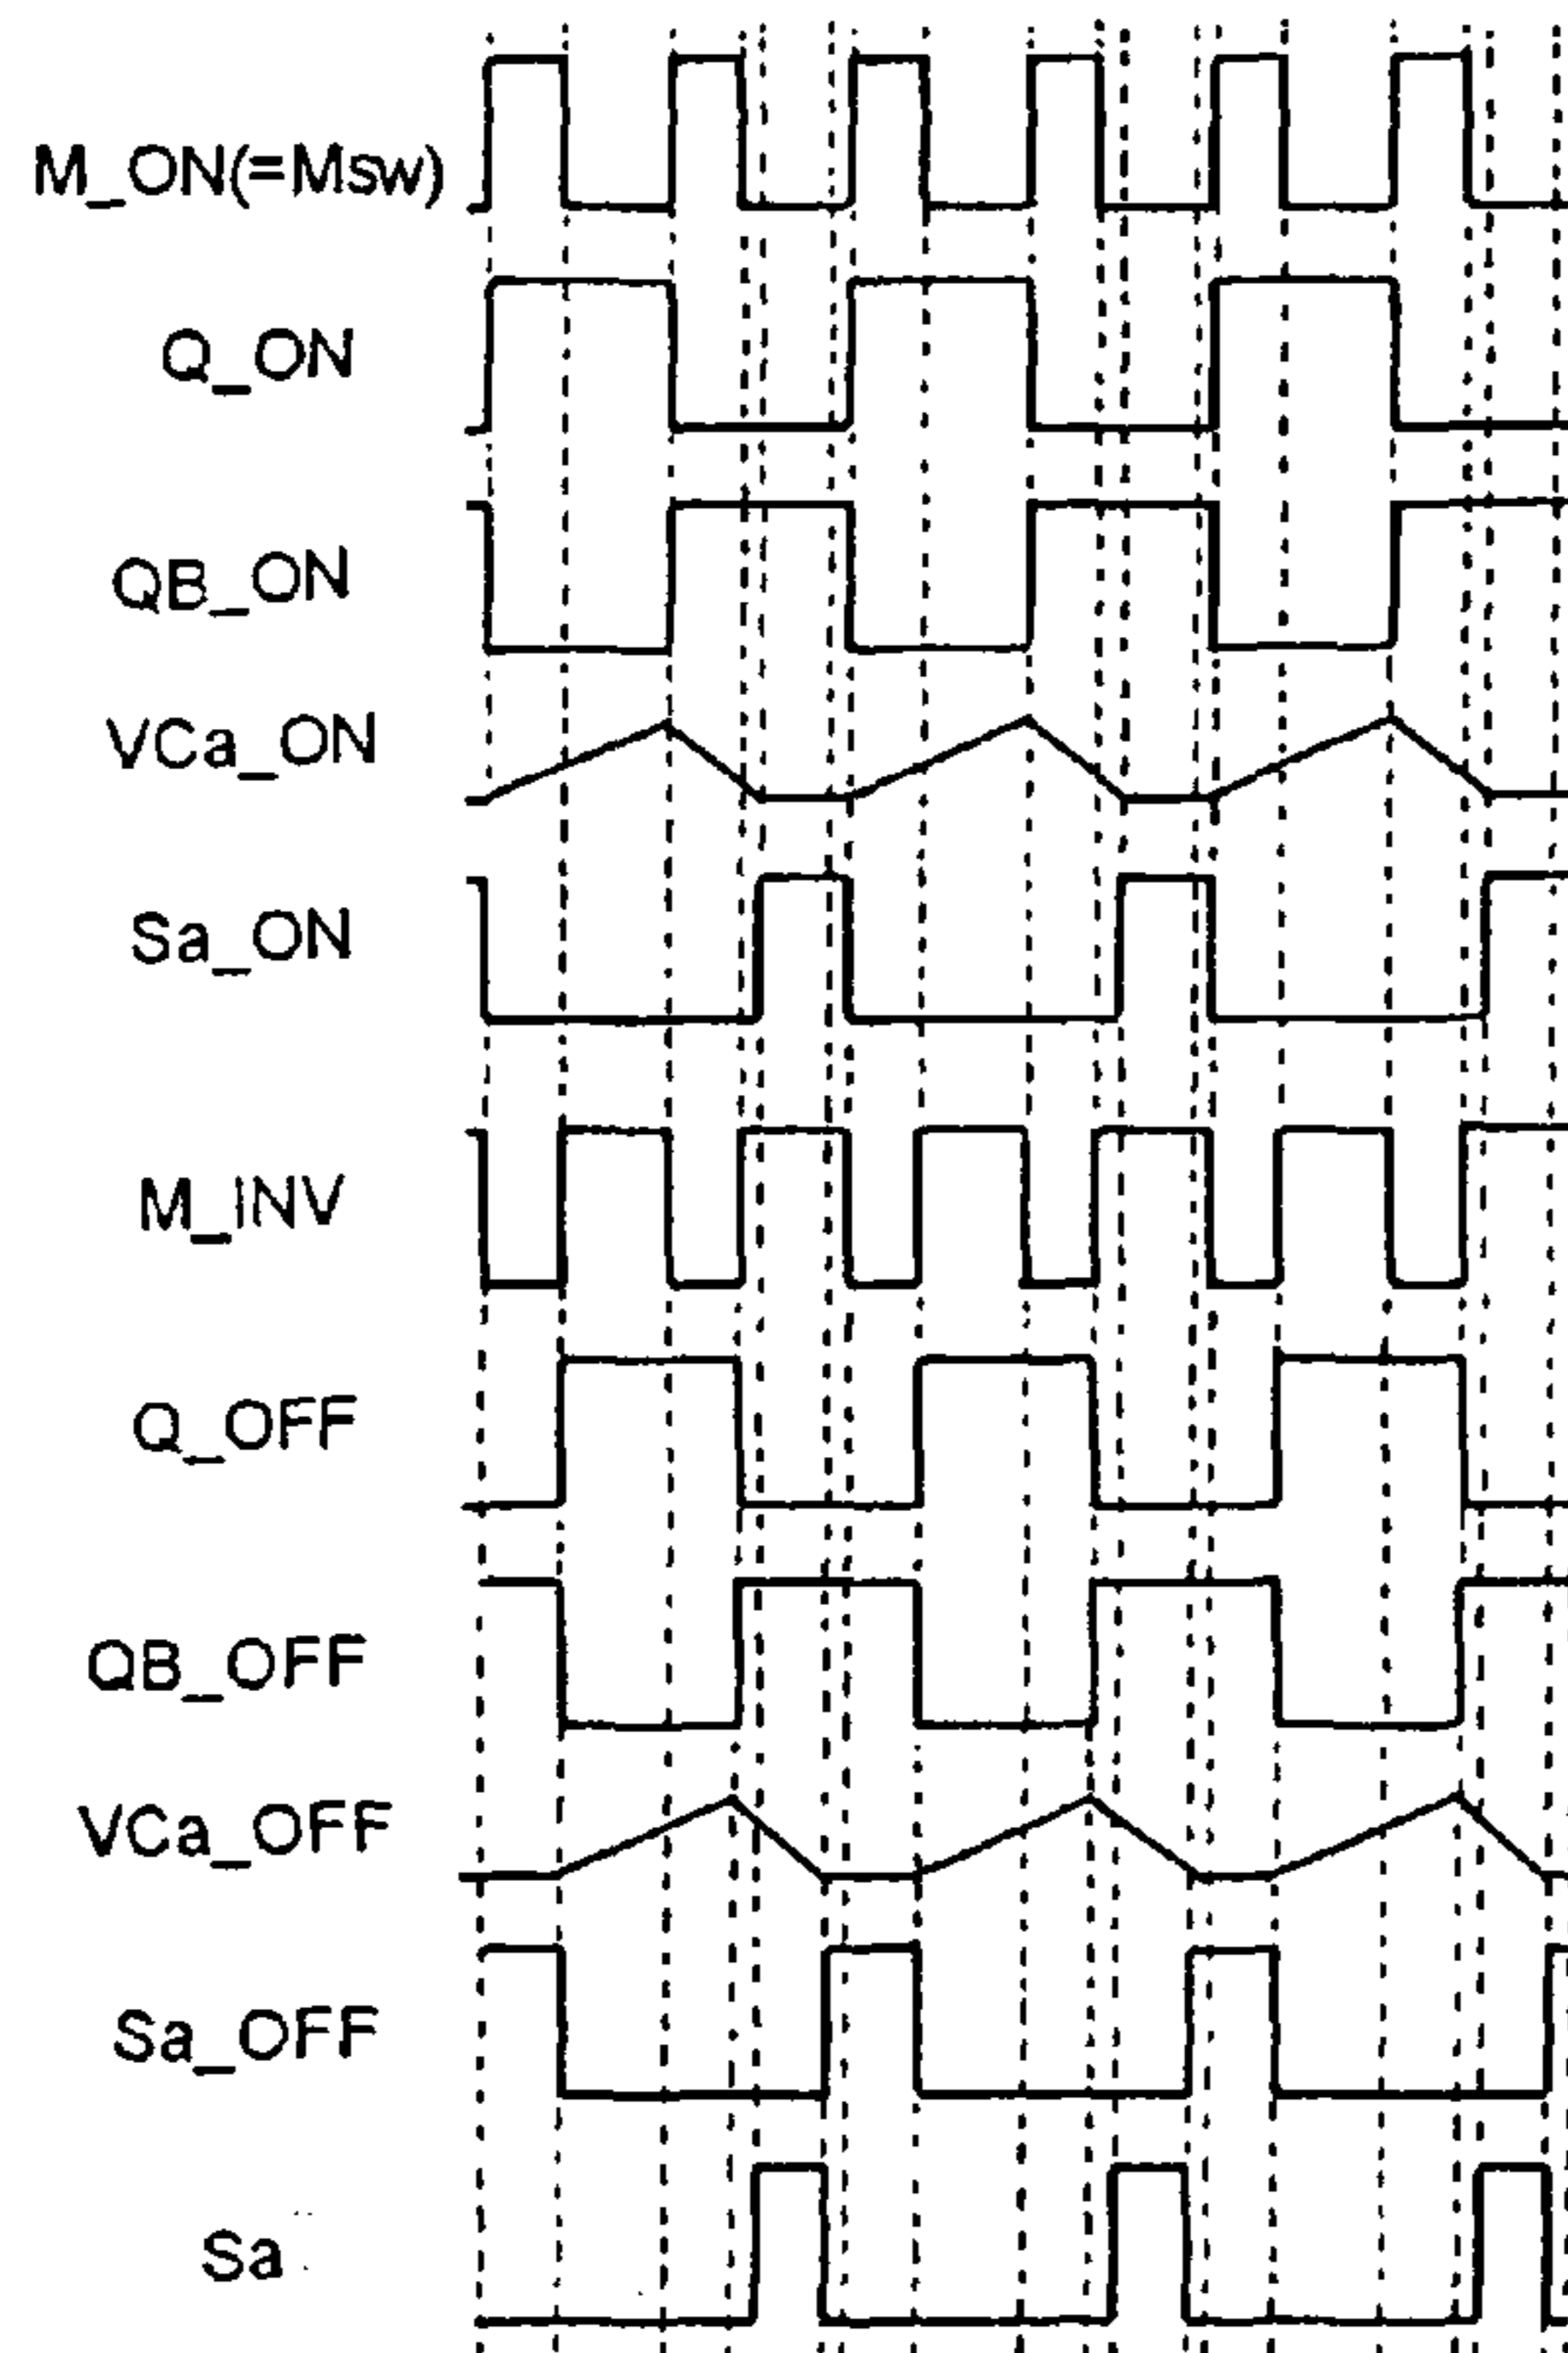 M_ON(=Msw)
Q_ON
QB_ON
VCa_ON
Sa_ON
M_INV
Q_OFF
QB_OFF
VCa_OFF
Sa_OFF
Sa